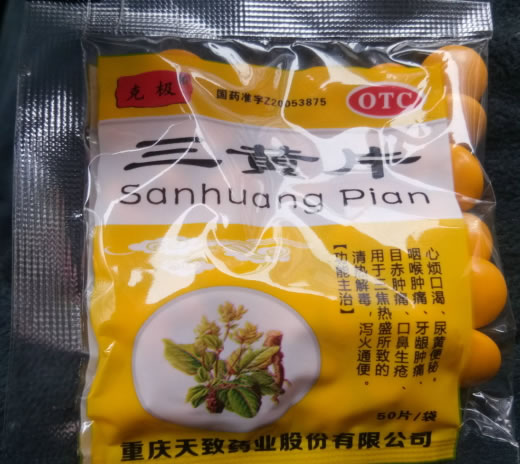 克极
国药准字Z20053875
OTC
三黄片
Sanhuang Pian
【功能主治】
清热解毒，泻火通便。
用于三焦热盛所致的
目赤肿痛、口鼻生疮、
咽喉肿痛、牙龈肿痛、
心烦口渴、尿黄便秘。
50片/袋
重庆天致药业股份有限公司